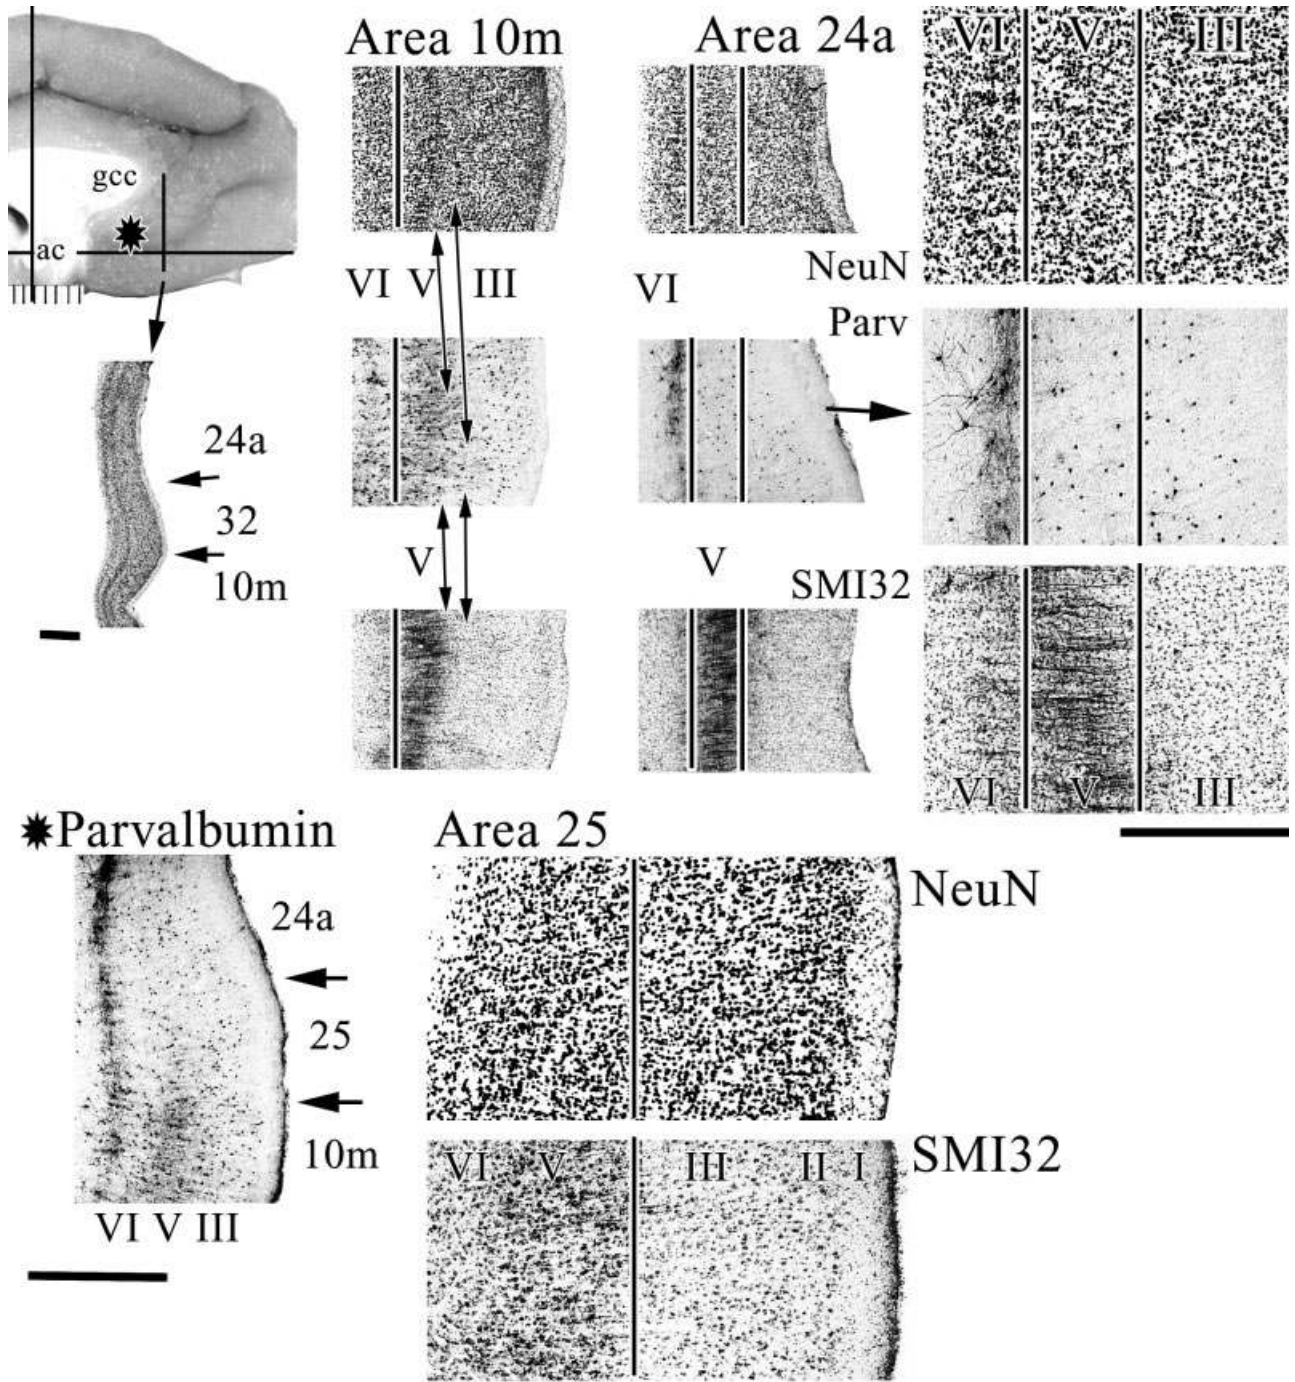 Area 10m
Area 24a
VI V III
gcc
ac
NeuN
VI V III
VI
Parv
24a
32
10m
V
V
SMI32
VI V III
Parvalbumin
Area 25
24a
25
10m
VI V III
NeuN
VI V III II I
SMI32